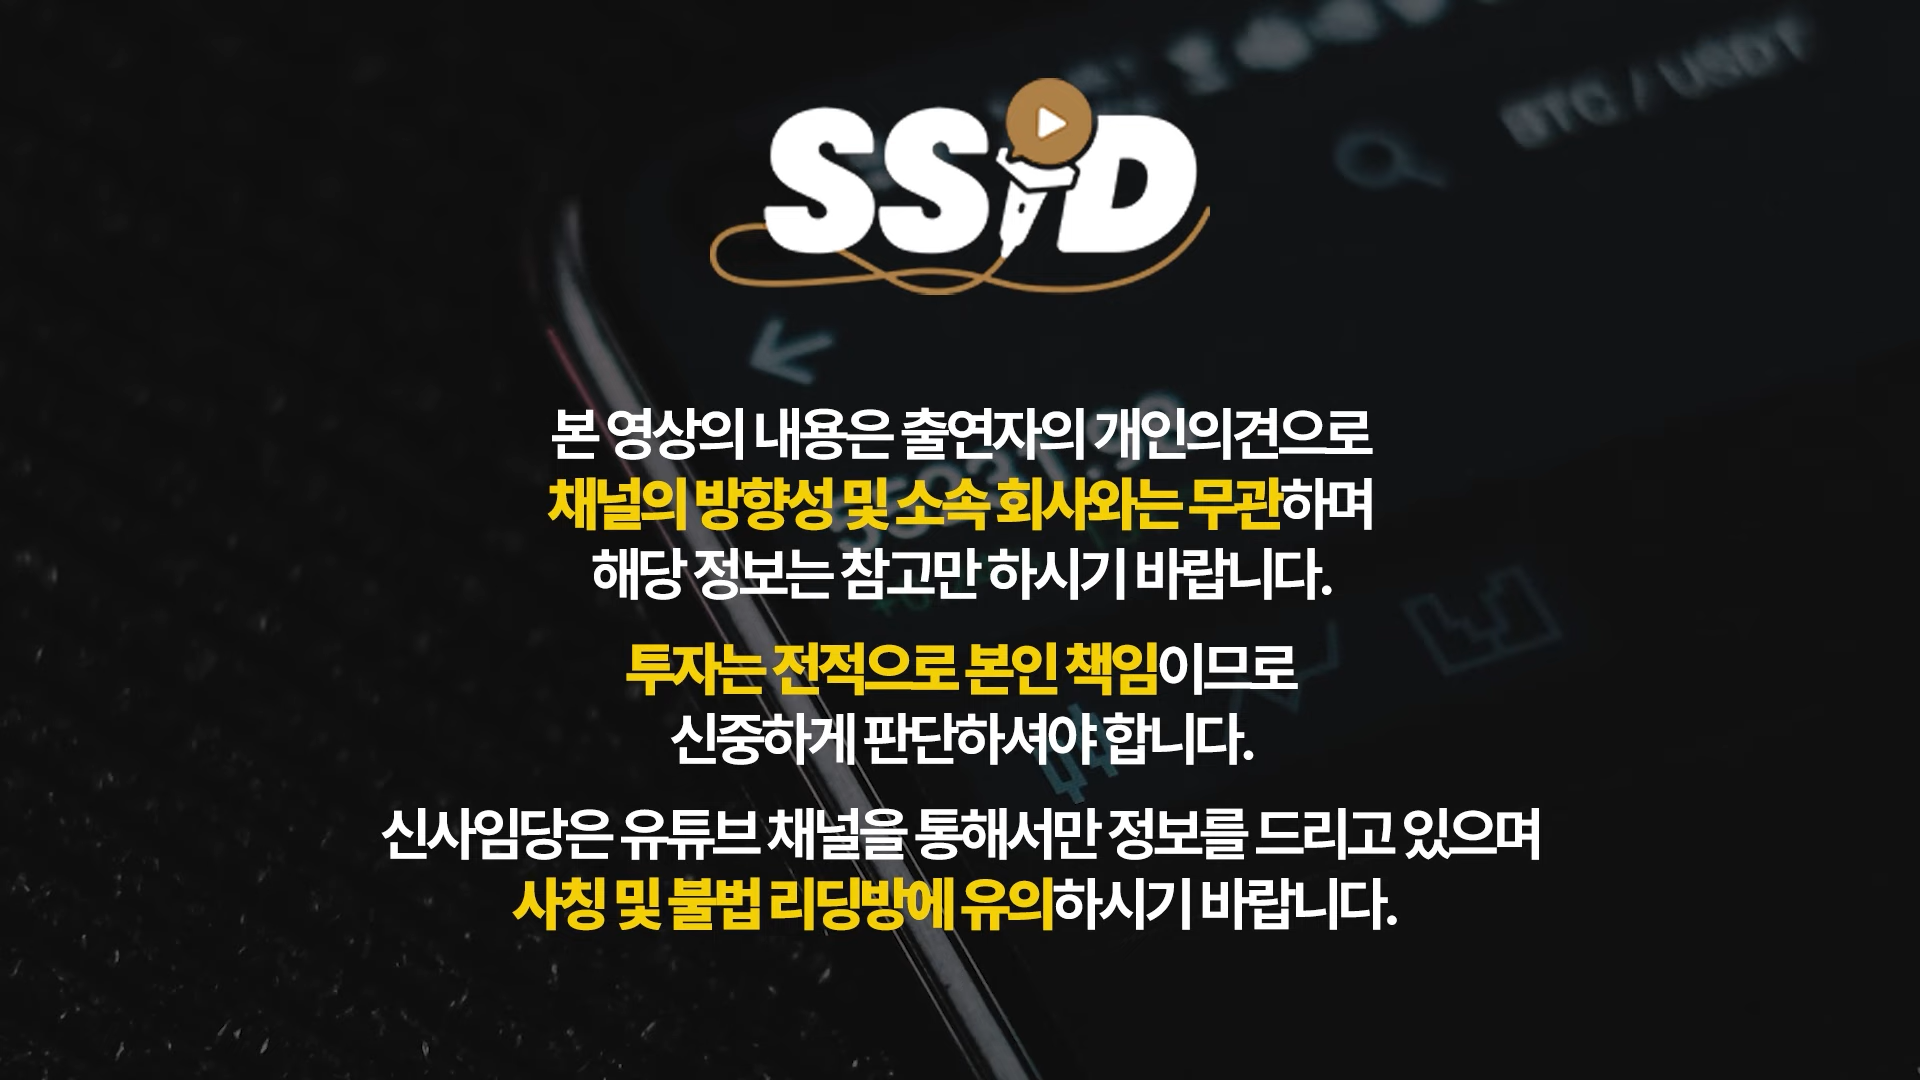 SSiD
BTC / USDT
본 영상의 내용은 출연자의 개인의견으로
채널의 방향성 및 소속 회사와는 무관하며
해당 정보는 참고만 하시기 바랍니다.
투자는 전적으로 본인 책임이므로
신중하게 판단하셔야 합니다.
신사임당은 유튜브 채널을 통해서만 정보를 드리고 있으며
사칭 및 불법 리딩방에 유의하시기 바랍니다.